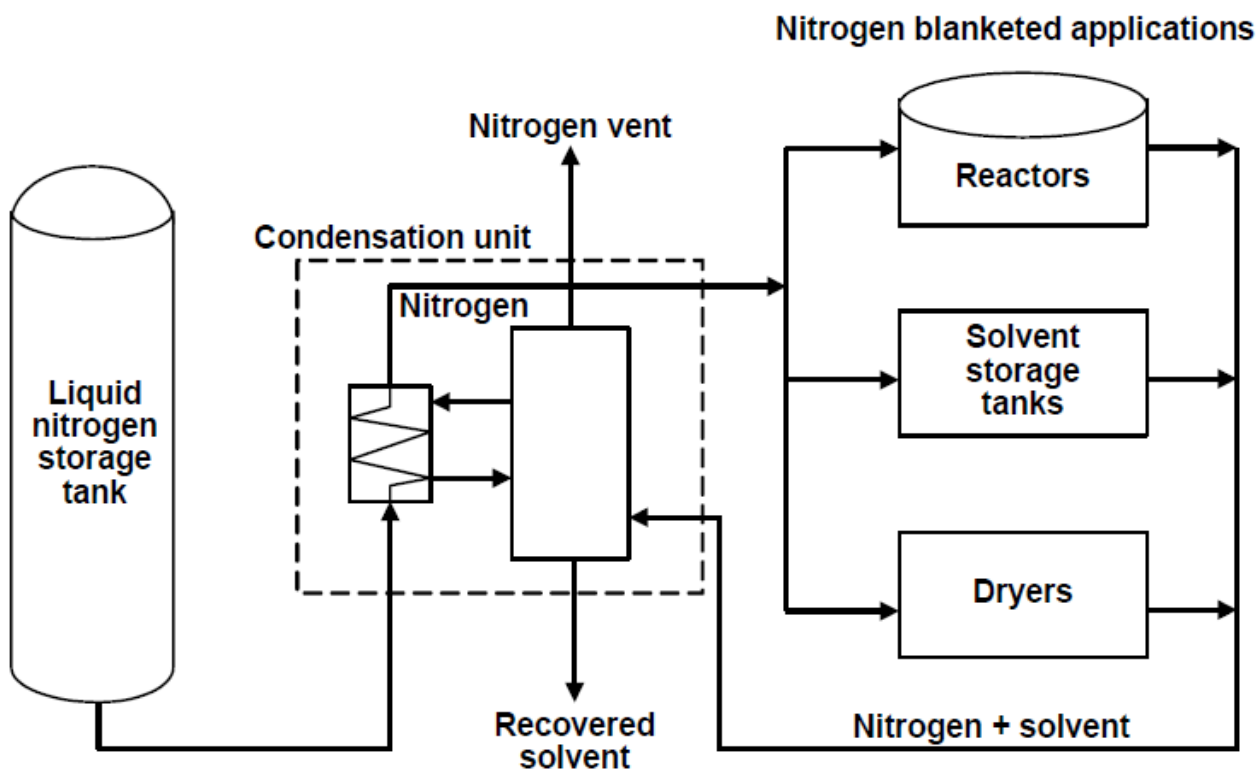 Nitrogen blanketed applications
Nitrogen vent
Reactors
Condensation unit
Nitrogen
Liquid
nitrogen
storage
tank
Solvent
storage
tanks
Dryers
Recovered
solvent
Nitrogen + solvent